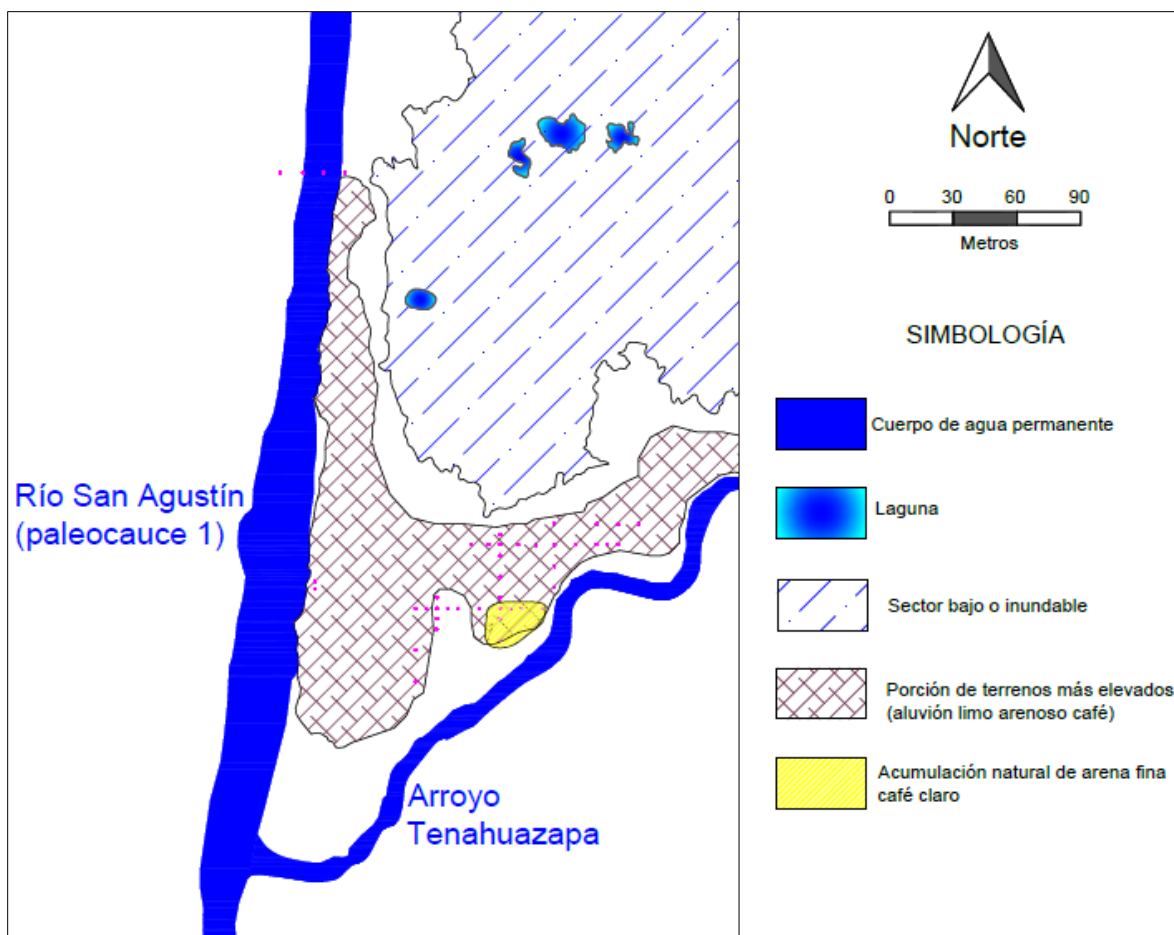 Río San Agustín
(paleocauce 1)
Arroyo
Tenahuazapa
Norte
0 30 60 90
Metros
SIMBOLOGÍA
Cuerpo de agua permanente
Laguna
Sector bajo o inundable
Porción de terrenos más elevados
(aluvión limo arenoso café)
Acumulación natural de arena fina
café claro